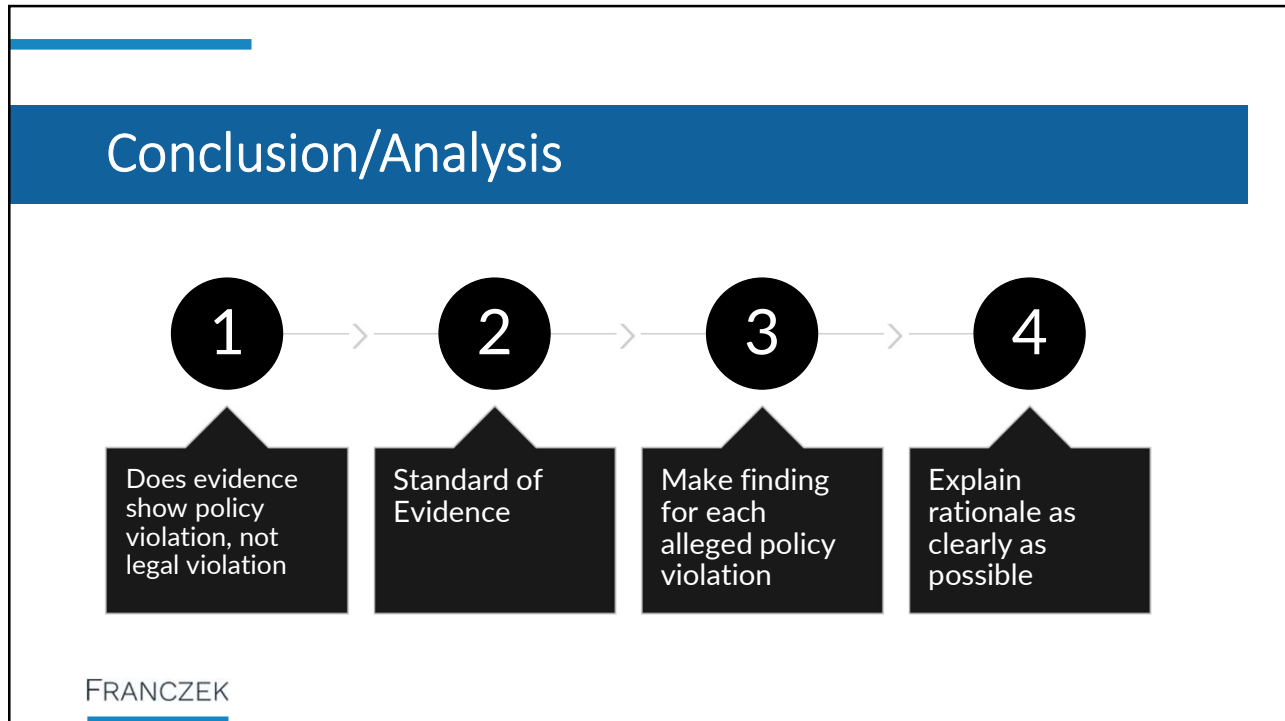 Conclusion/Analysis
1
2
3
4
Does evidence
show policy
violation, not
legal violation
Standard of
Evidence
Make finding
for each
alleged policy
violation
Explain
rationale as
clearly as
possible
FRANCZEK